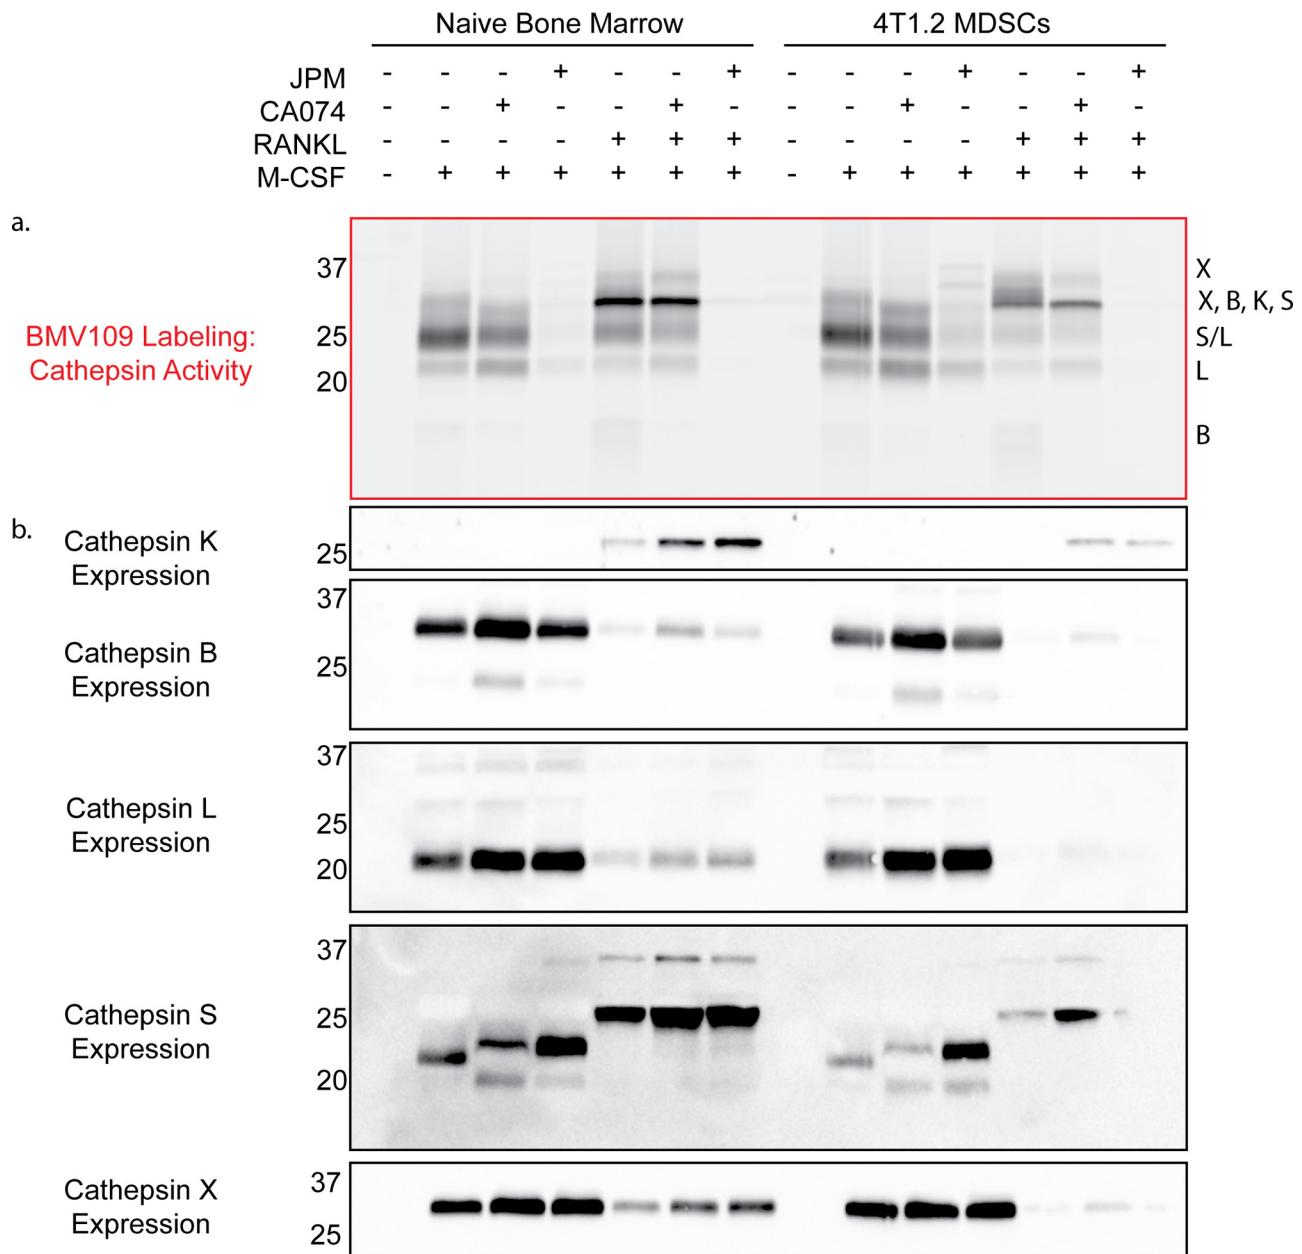 Naive Bone Marrow 4T1.2 MDSCs
JPM - - - + - - + - - - + - - +
CA074 - - + - - + - - - + - - + -
RANKL - - - - + + + - - - - + + +
M-CSF - + + + + + + - + + + + + +
a.
37 X
X, B, K, S
BMV109 Labeling: 25 S/L
Cathepsin Activity L
20
B
b. Cathepsin K
Expression 25
37
Cathepsin B 25
Expression
37
Cathepsin L 25
Expression 20
37
Cathepsin S 25
Expression 20
Cathepsin X 37
Expression 25